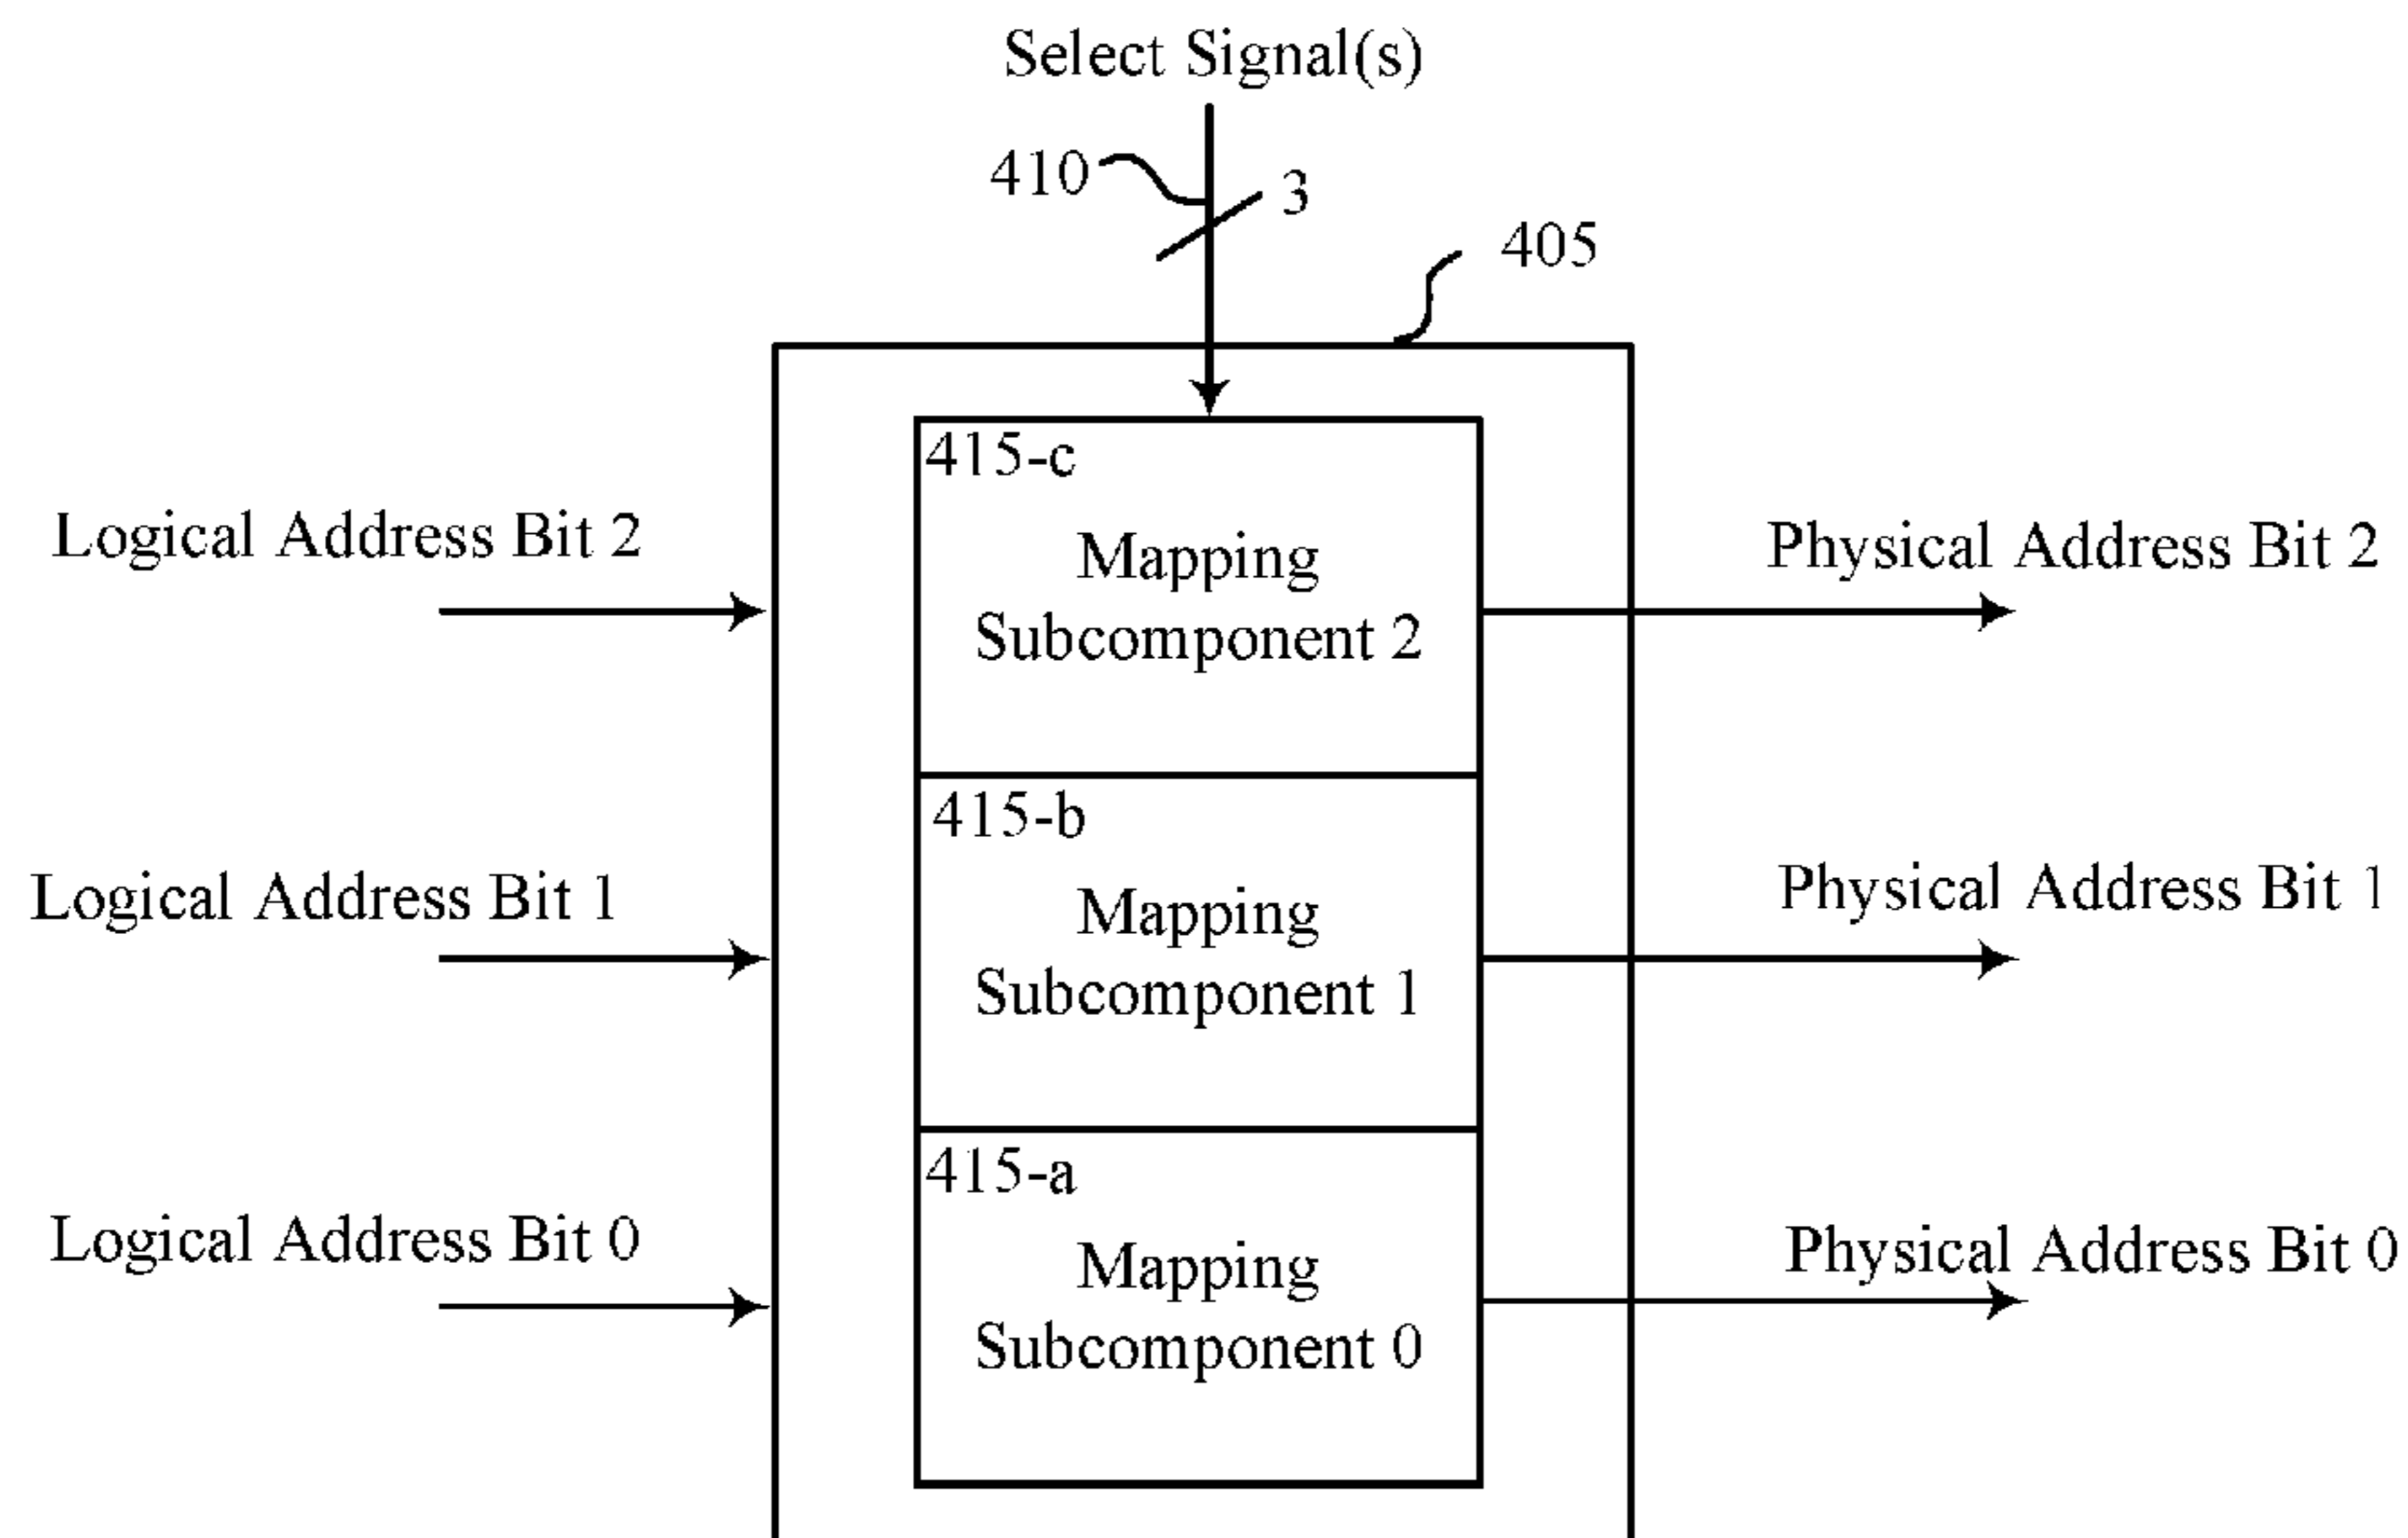 Select Signal(s)
410
3
405
415-c
Mapping
Subcomponent 2
Logical Address Bit 2
Physical Address Bit 2
415-b
Mapping
Subcomponent 1
Logical Address Bit 1
Physical Address Bit 1
415-a
Mapping
Subcomponent 0
Logical Address Bit 0
Physical Address Bit 0